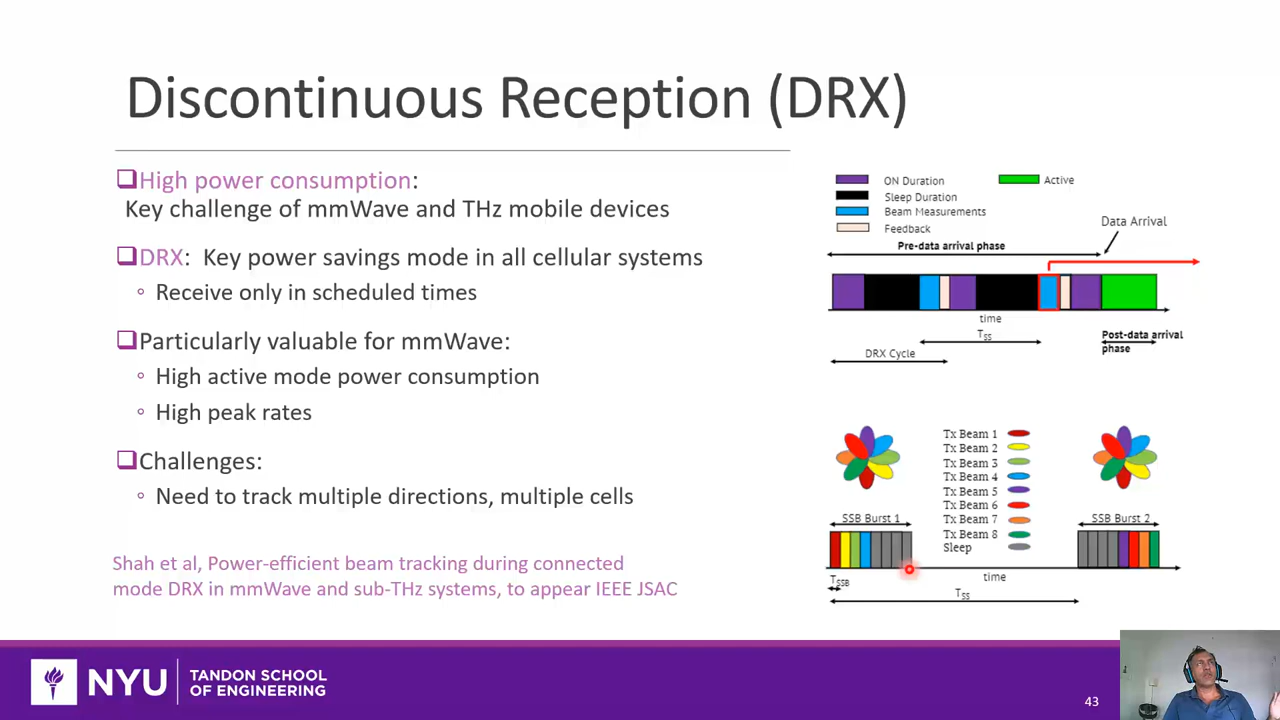 Discontinuous Reception (DRX)
High power consumption:
Key challenge of mmWave and THz mobile devices
DRX: Key power savings mode in all cellular systems
Receive only in scheduled times
Particularly valuable for mmWave:
High active mode power consumption
High peak rates
Challenges:
Need to track multiple directions, multiple cells
Shah et al, Power-efficient beam tracking during connected
mode DRX in mmWave and sub-THz systems, to appear IEEE JSAC
ON Duration
Active
Sleep Duration
Beam Measurements
Feedback
Data Arrival
Pre-data arrival phase
time
TSS
Post-data arrival
phase
DRX Cycle
Tx Beam 1
Tx Beam 2
Tx Beam 3
Tx Beam 4
Tx Beam 5
Tx Beam 6
Tx Beam 7
Tx Beam 8
Sleep
SSB Burst 1
SSB Burst 2
time
TSSB
TSS
NYU
TANDON SCHOOL
OF ENGINEERING
43